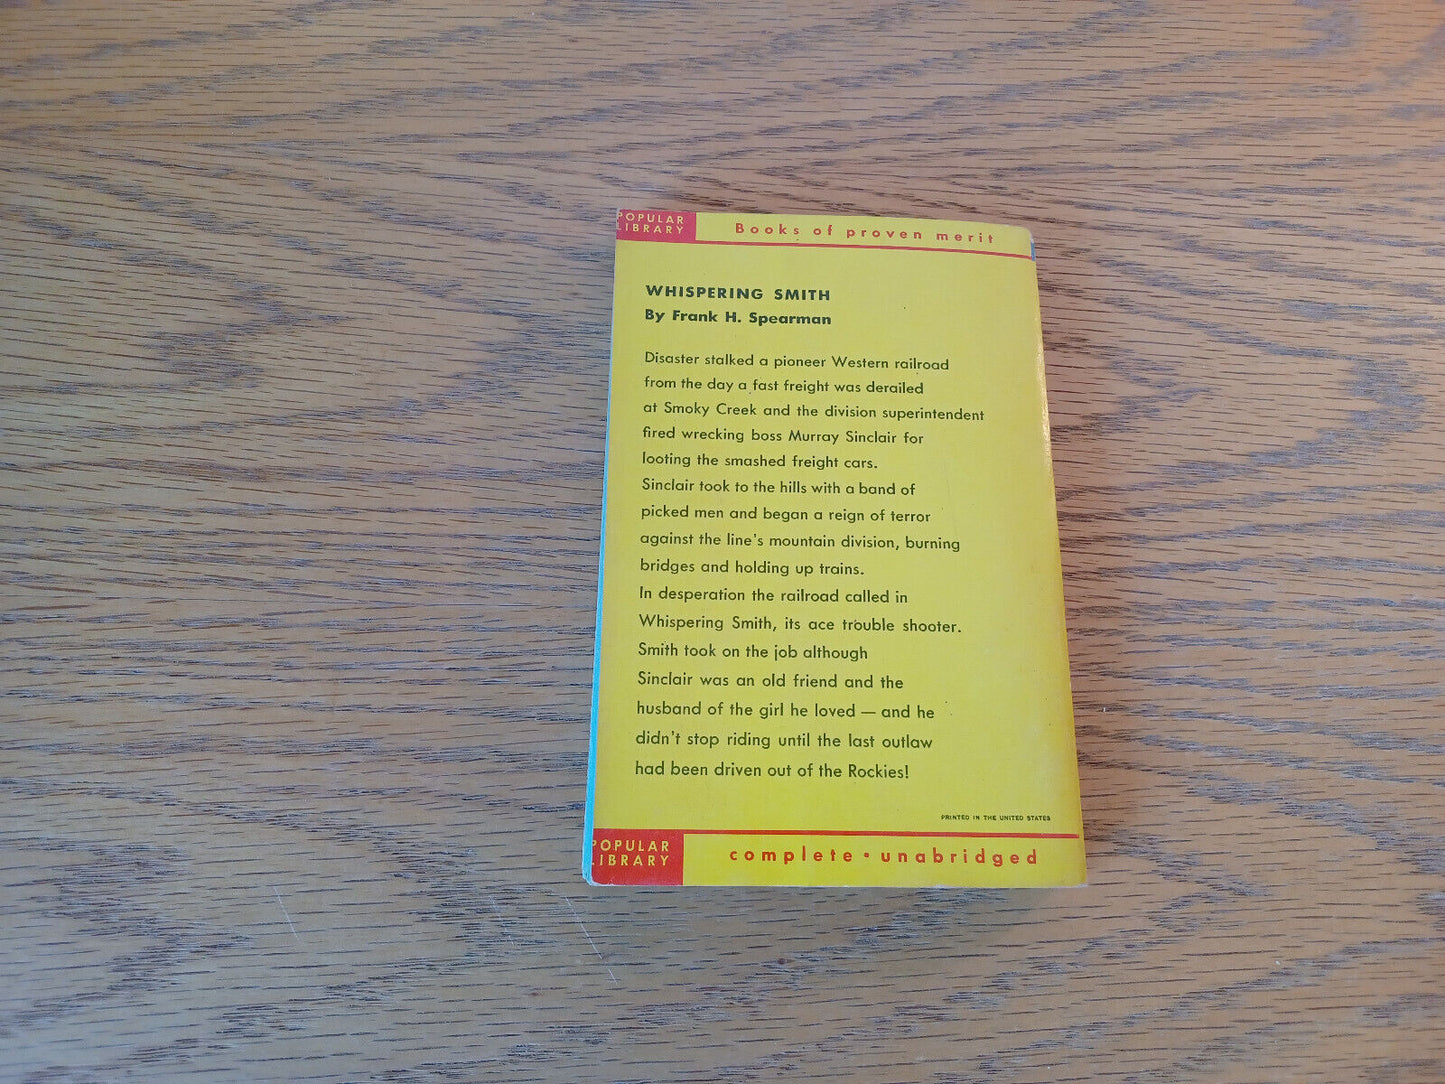 POPULAR
LIBRARY
Books of proven merit
WHISPERING SMITH
By Frank H. Spearman
Disaster stalked a pioneer Western railroad
from the day a fast freight was derailed
at Smoky Creek and the division superintendent
fired wrecking boss Murray Sinclair for
looting the smashed freight cars.
Sinclair took to the hills with a band of
picked men and began a reign of terror
against the line's mountain division, burning
bridges and holding up trains.
In desperation the railroad called in
Whispering Smith, its ace trouble shooter.
Smith took on the job although
Sinclair was an old friend and the
husband of the girl he loved — and he
didn't stop riding until the last outlaw
had been driven out of the Rockies!
PRINTED IN THE UNITED STATES
POPULAR
LIBRARY
complete • unabridged